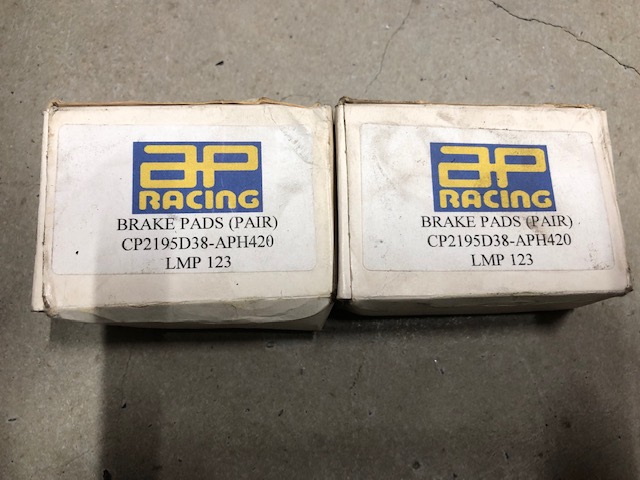 ap
RACING
BRAKE PADS (PAIR)
CP2195D38-APH420
LMP 123
ap
RACING
BRAKE PADS (PAIR)
CP2195D38-APH420
LMP 123